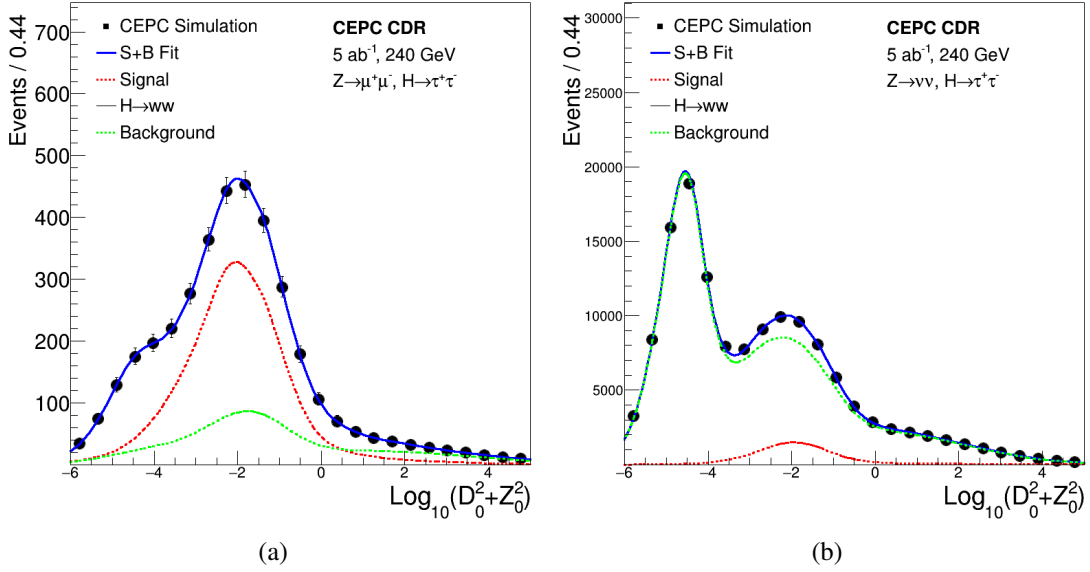 Events / 0.44
700
600
500
400
300
200
100
CEPC Simulation
S+B Fit
Signal
H→ww
Background
CEPC CDR
5 ab⁻¹, 240 GeV
Z→μ⁺μ⁻, H→τ⁺τ⁻
−6 −4 −2 0 2 4
Log₁₀(D₀²+Z₀²)
(a)
Events / 0.44
30000
25000
20000
15000
10000
5000
CEPC Simulation
S+B Fit
Signal
H→ww
Background
CEPC CDR
5 ab⁻¹, 240 GeV
Z→νν, H→τ⁺τ⁻
−6 −4 −2 0 2 4
Log₁₀(D₀²+Z₀²)
(b)